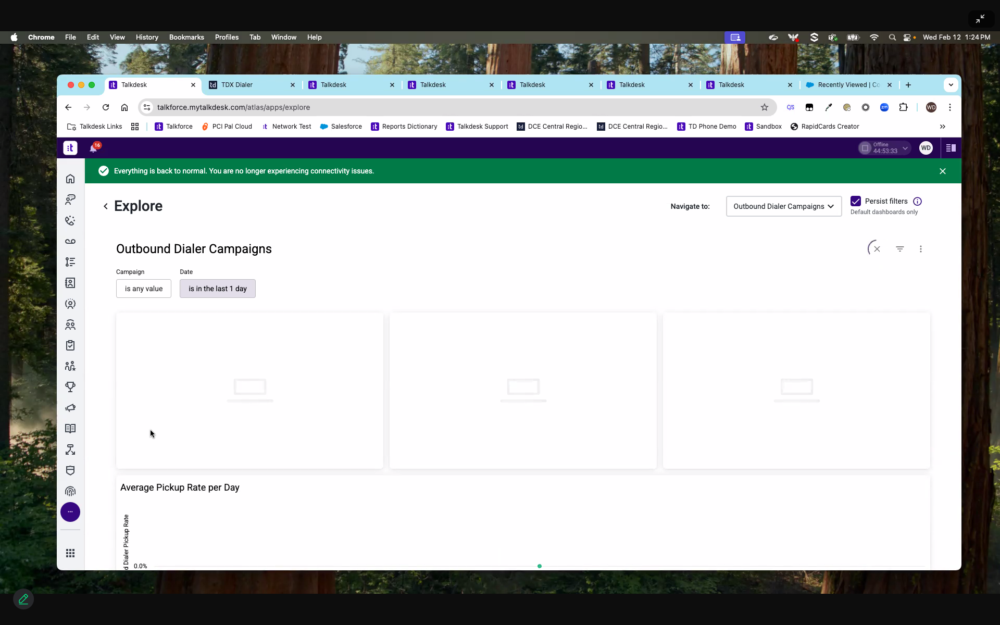 Chrome File Edit View History Bookmarks Profiles Tab Window Help Wed Feb 12 1:24 PM
Talkdesk TDX Dialer Talkdesk Talkdesk Talkdesk Talkdesk Talkdesk Recently Viewed | Co
talkforce.mytalkdesk.com/atlas/apps/explore C/S zm WD
Talkdesk Links Talkforce PCI Pal Cloud Network Test Salesforce Reports Dictionary Talkdesk Support DCE Central Regio... DCE Central Regio... TD Phone Demo Sandbox RapidCards Creator
16 Offline WD
44:53:33
Everything is back to normal. You are no longer experiencing connectivity issues.
Explore Navigate to: Outbound Dialer Campaigns Persist filters
Default dashboards only
Outbound Dialer Campaigns
Campaign Date
is any value is in the last 1 day
Average Pickup Rate per Day
d Dialer Pickup Rate
0.0%